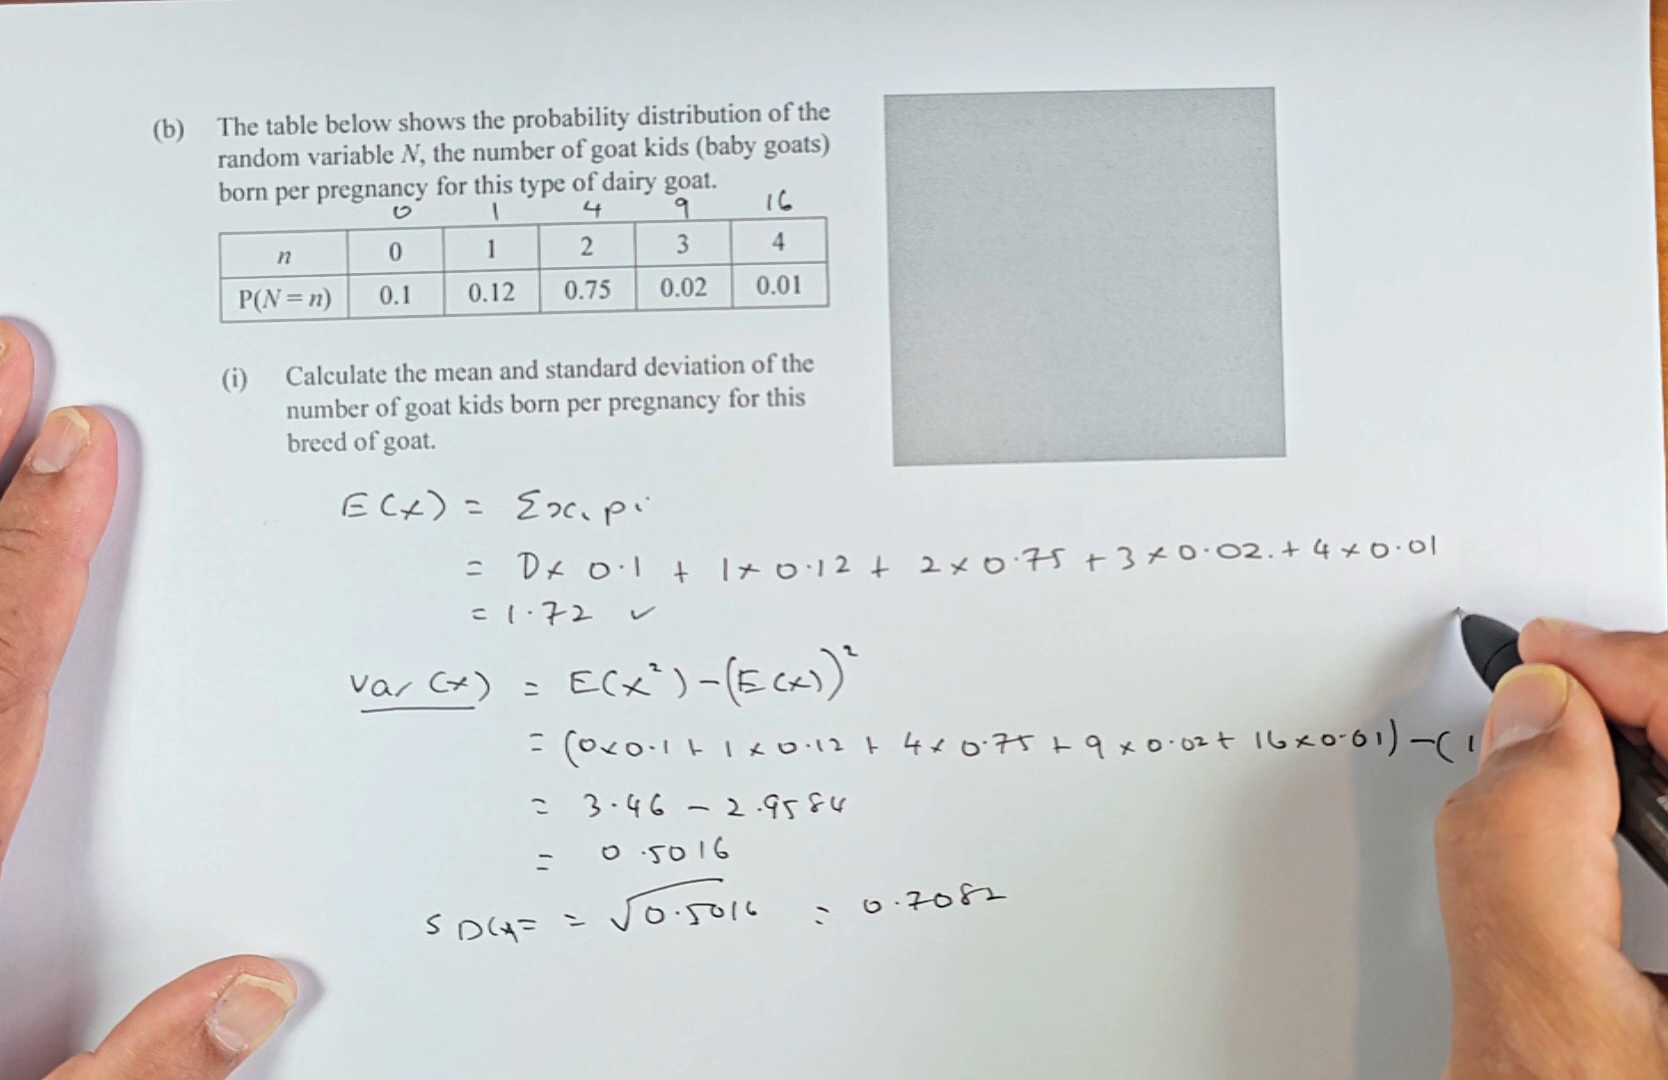 (b) The table below shows the probability distribution of the
random variable N, the number of goat kids (baby goats)
born per pregnancy for this type of dairy goat.
0 1 4 9 16
n 0 1 2 3 4
P(N = n) 0.1 0.12 0.75 0.02 0.01
(i) Calculate the mean and standard deviation of the
number of goat kids born per pregnancy for this
breed of goat.
E(x) = Σxi pi
= 0× 0.1 + 1×0.12 + 2×0.75 + 3×0.02.+ 4×0.01
= 1.72 ✓
Var (x) = E(x²) - (E(x))²
= (0×0.1 + 1×0.12 + 4×0.75 + 9×0.02 + 16×0.01) - ( 1
= 3.46 - 2.9584
= 0.5016
SD(x= = √0.5016 = 0.7082